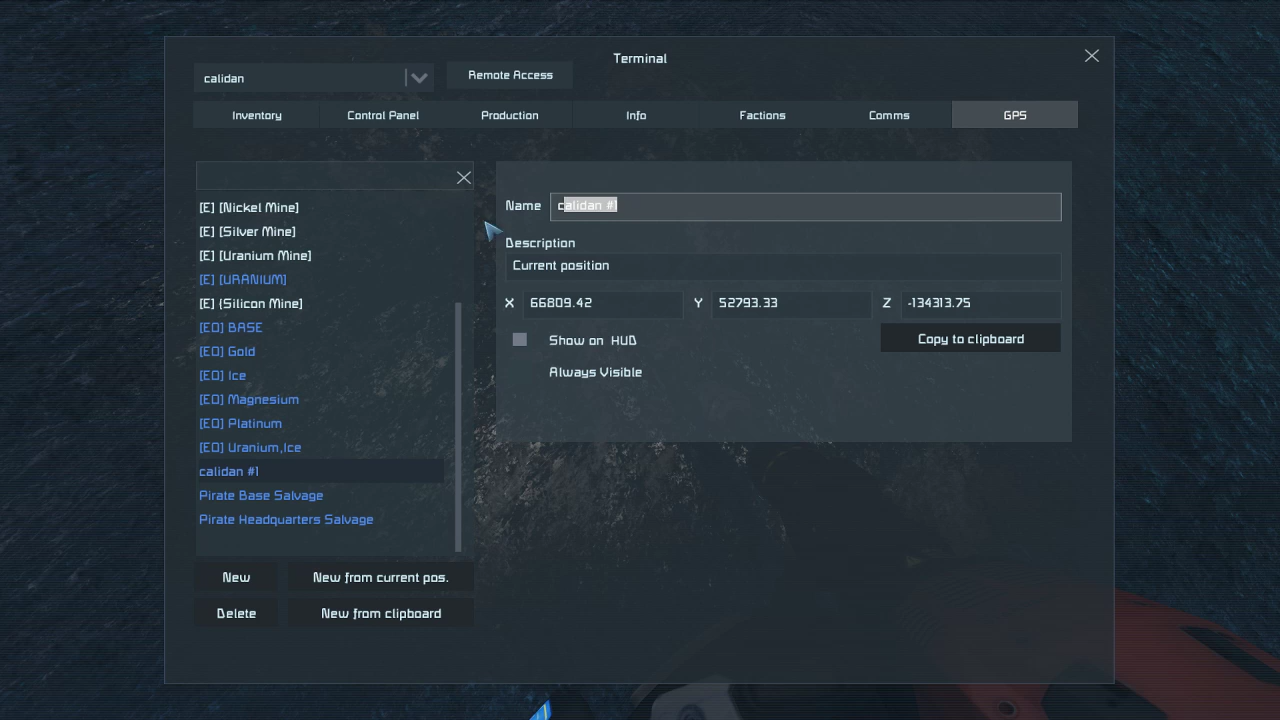 Terminal
calidan
Remote Access
Inventory
Control Panel
Production
Info
Factions
Comms
GPS
[E] [Nickel Mine]
[E] [Silver Mine]
[E] [Uranium Mine]
[E] [URANIUM]
[E] {Silicon Mine]
[EO] BASE
[EO] Gold
[EO] Ice
[EO] Magnesium
[EO] Platinum
[EO] Uranium,Ice
calidan #1
Pirate Base Salvage
Pirate Headquarters Salvage
New
New from current pos.
Delete
New from clipboard
Name
calidan #1
Description
Current position
X 66809.42 Y 52793.33 Z -134313.75
Show on HUD
Copy to clipboard
Always Visible